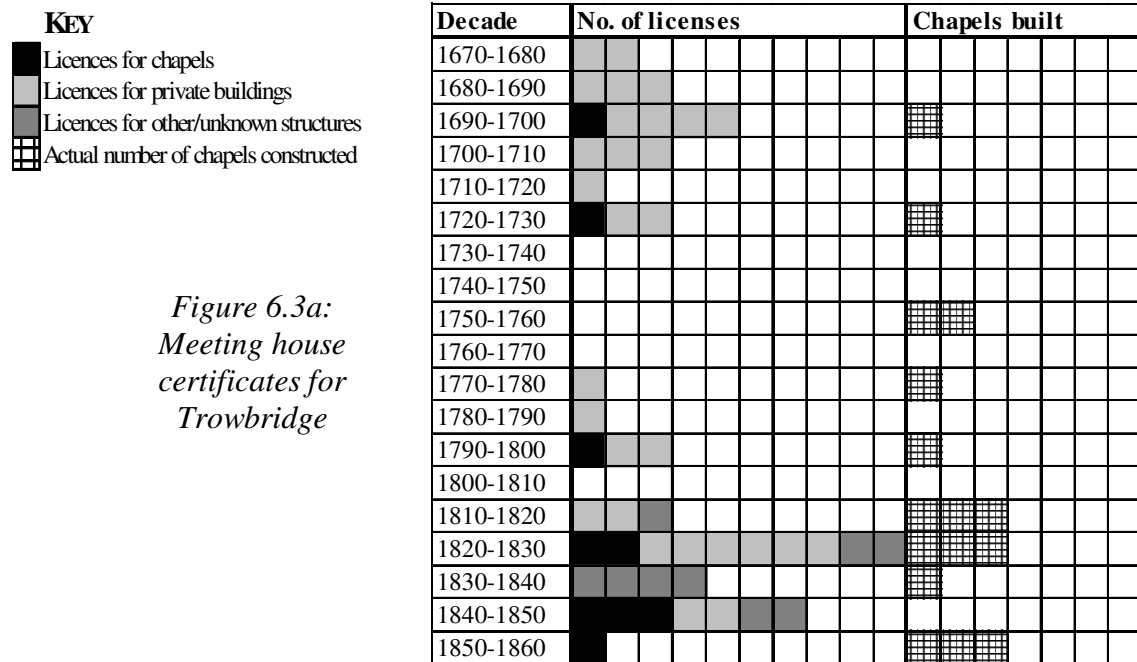 KEY
Licences for chapels
Licences for private buildings
Licences for other/unknown structures
Actual number of chapels constructed
Figure 6.3a:
Meeting house
certificates for
Trowbridge
Decade No. of licenses Chapels built
1670-1680
1680-1690
1690-1700
1700-1710
1710-1720
1720-1730
1730-1740
1740-1750
1750-1760
1760-1770
1770-1780
1780-1790
1790-1800
1800-1810
1810-1820
1820-1830
1830-1840
1840-1850
1850-1860